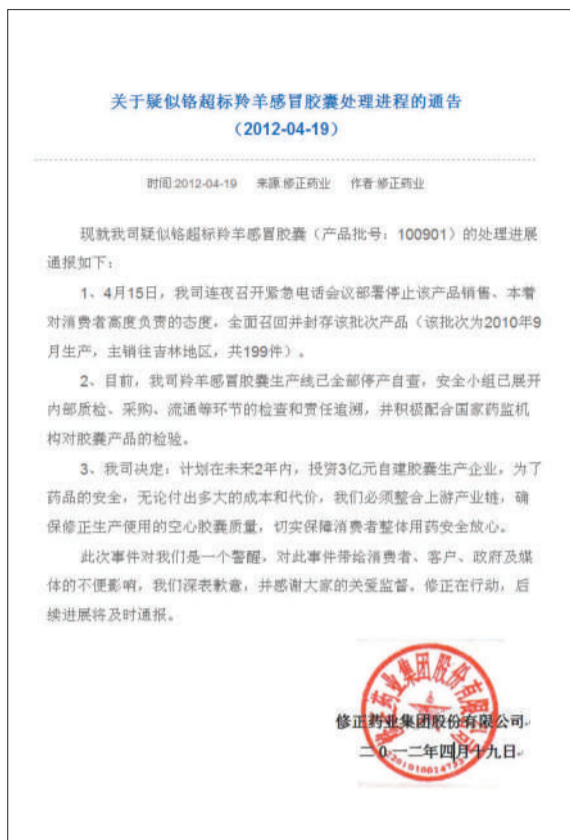 关于疑似铬超标羚羊感冒胶囊处理进程的通告
（2012-04-19）
时间:2012-04-19 来源:修正药业 作者:修正药业
现就我司疑似铬超标羚羊感冒胶囊（产品批号：100901）的处理进展
通报如下：
1、4月15日，我司连夜召开紧急电话会议部署停止该产品销售、本着
对消费者高度负责的态度，全面召回并封存该批次产品（该批次为2010年9
月生产，主销往吉林地区，共199件）。
2、目前，我司羚羊感冒胶囊生产线已全部停产自查，安全小组已展开
内部质检、采购、流通等环节的检查和责任追溯，并积极配合国家药监机
构对胶囊产品的检验。
3、我司决定：计划在未来2年内，投资3亿元自建胶囊生产企业，为了
药品的安全，无论付出多大的成本和代价，我们必须整合上游产业链，确
保修正生产使用的空心胶囊质量，切实保障消费者整体用药安全放心。
此次事件对我们是一个警醒，对此事件带给消费者、客户、政府及媒
体的不便影响，我们深表歉意，并感谢大家的关爱监督。修正在行动，后
续进展将及时通报。
修正药业集团股份有限公司
二0一二年四月十九日
修正药业集团股份有限公司